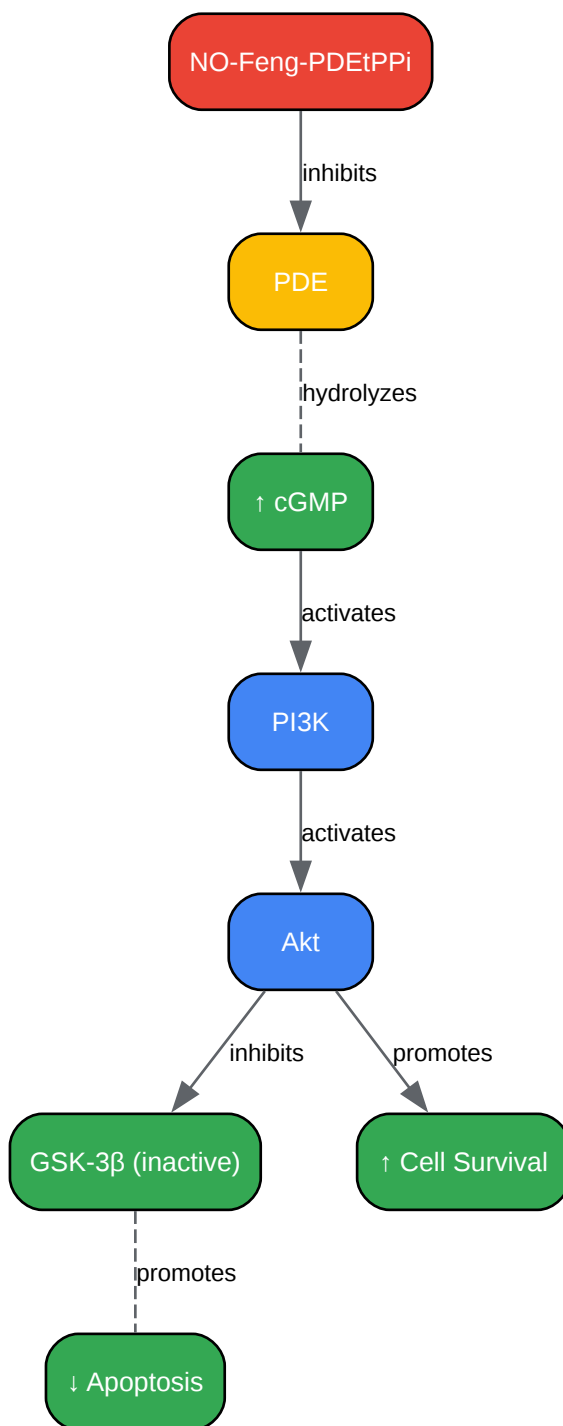 NO-Feng-PDEtPPi
inhibits
PDE
hydrolyzes
↑ cGMP
activates
PI3K
activates
Akt
inhibits
promotes
GSK-3β (inactive)
↑ Cell Survival
promotes
↓ Apoptosis